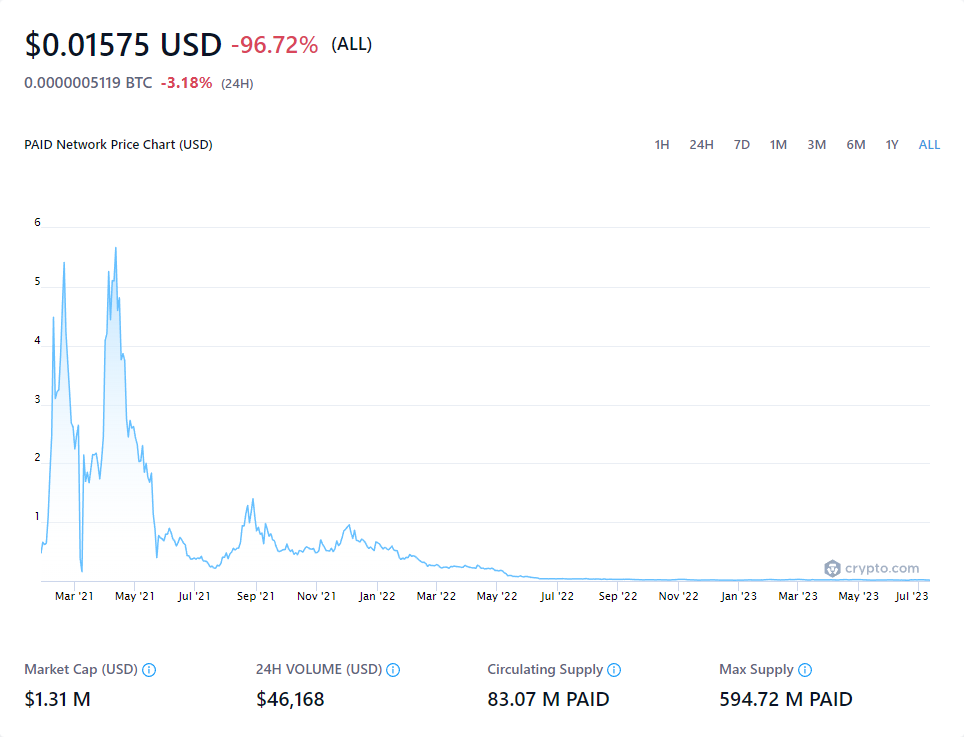 $0.01575 USD -96.72% (ALL)
0.0000005119 BTC -3.18% (24H)
PAID Network Price Chart (USD)
1H 24H 7D 1M 3M 6M 1Y ALL
6
5
4
3
2
1
crypto.com
Mar '21 May '21 Jul '21 Sep '21 Nov '21 Jan '22 Mar '22 May '22 Jul '22 Sep '22 Nov '22 Jan '23 Mar '23 May '23 Jul '23
Market Cap (USD) 24H VOLUME (USD) Circulating Supply Max Supply
$1.31 M $46,168 83.07 M PAID 594.72 M PAID